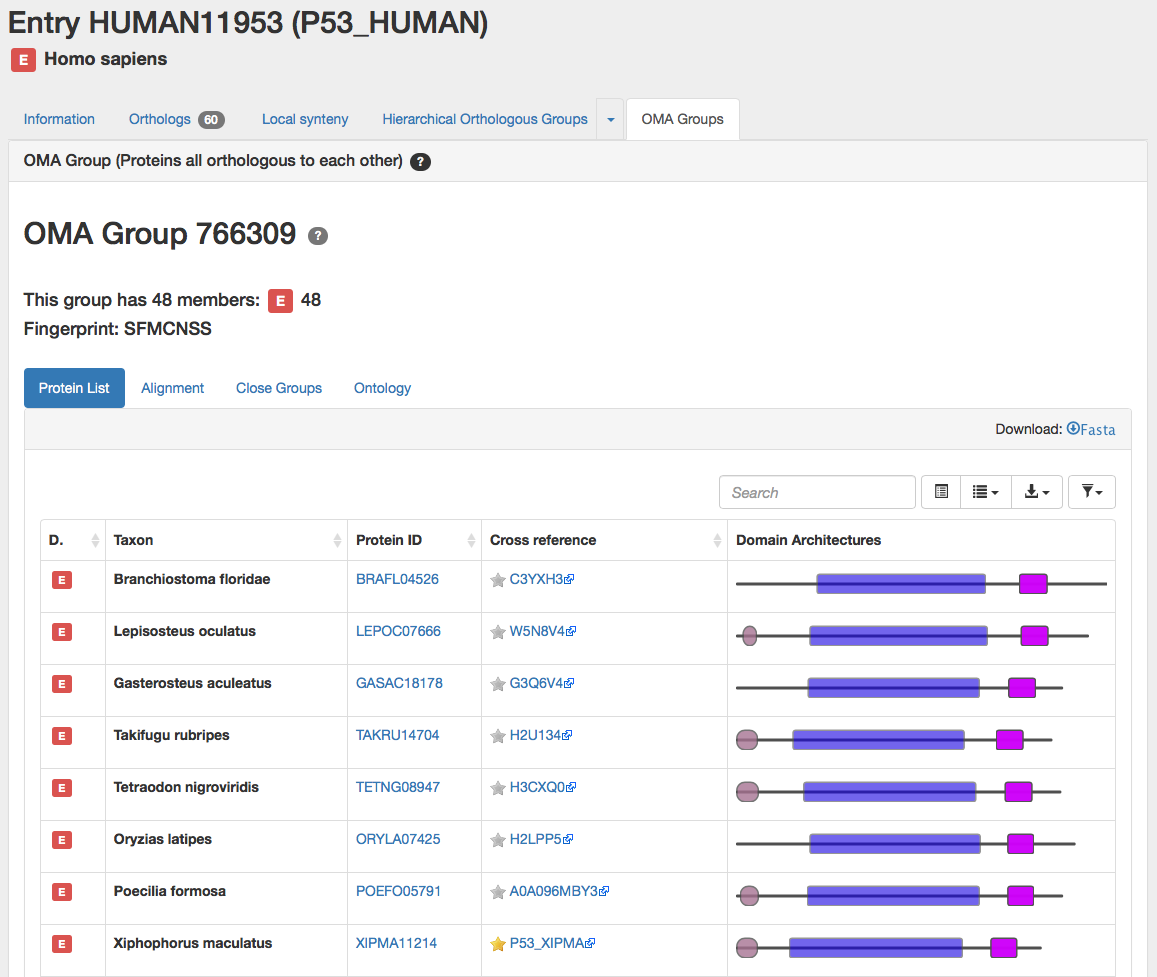 Entry HUMAN11953 (P53_HUMAN)
E Homo sapiens
Information Orthologs 60 Local synteny Hierarchical Orthologous Groups OMA Groups
OMA Group (Proteins all orthologous to each other) ?
OMA Group 766309 ?
This group has 48 members: E 48
Fingerprint: SFMCNSS
Protein List Alignment Close Groups Ontology
Download: Fasta
Search
D. Taxon Protein ID Cross reference Domain Architectures
E Branchiostoma floridae BRAFL04526 C3YXH3
E Lepisosteus oculatus LEPOC07666 W5N8V4
E Gasterosteus aculeatus GASAC18178 G3Q6V4
E Takifugu rubripes TAKRU14704 H2U134
E Tetraodon nigroviridis TETNG08947 H3CXQ0
E Oryzias latipes ORYLA07425 H2LPP5
E Poecilia formosa POEFO05791 A0A096MBY3
E Xiphophorus maculatus XIPMA11214 P53_XIPMA